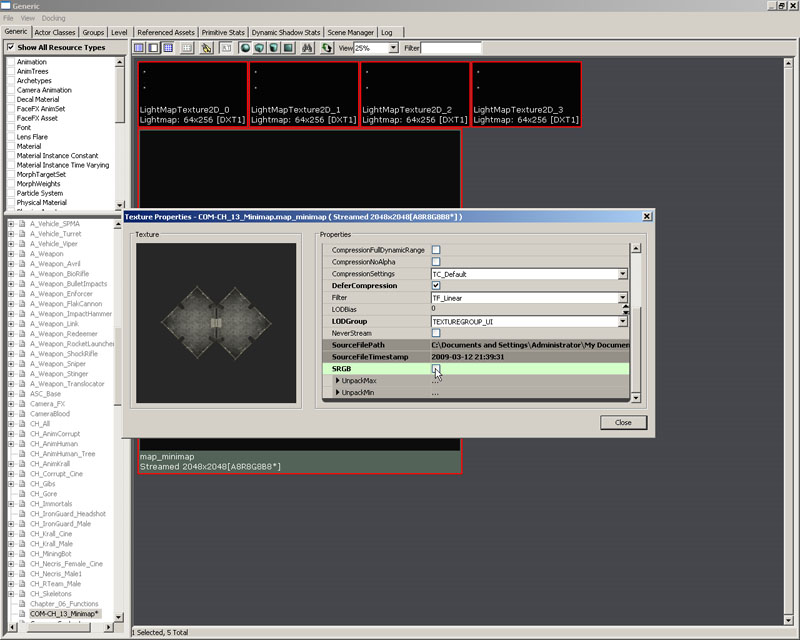 Generic
File View Docking
Generic Actor Classes Groups Level Referenced Assets Primitive Stats Dynamic Shadow Stats Scene Manager Log
Show All Resource Types
View 25% Filter
Animation
AnimTrees
Archetypes
Camera Animation
Decal Material
FaceFX AnimSet
FaceFX Asset
Font
Lens Flare
Material
Material Instance Constant
Material Instance Time Varying
MorphTargetSet
MorphWeights
Particle System
Physical Material
LightMapTexture2D_0
Lightmap: 64x256 [DXT1]
LightMapTexture2D_1
Lightmap: 64x256 [DXT1]
LightMapTexture2D_2
Lightmap: 64x256 [DXT1]
LightMapTexture2D_3
Lightmap: 64x256 [DXT1]
A_Vehicle_SPMA
A_Vehicle_Turret
A_Vehicle_Viper
A_Weapon
A_Weapon_Avril
A_Weapon_BioRifle
A_Weapon_BulletImpacts
A_Weapon_Enforcer
A_Weapon_FlakCannon
A_Weapon_ImpactHammer
A_Weapon_Link
A_Weapon_Redeemer
A_Weapon_RocketLauncher
A_Weapon_ShockRifle
A_Weapon_Sniper
A_Weapon_Stinger
A_Weapon_Translocator
ASC_Base
Camera_FX
CameraBlood
CH_All
CH_AnimCorrupt
CH_AnimHuman
CH_AnimHuman_Tree
CH_AnimKrall
CH_Corrupt_Cine
CH_Gibs
CH_Gore
CH_Immortals
CH_IronGuard_Headshot
CH_IronGuard_Male
CH_Krall_Cine
CH_Krall_Male
CH_MiningBot
CH_Necris_Female_Cine
CH_Necris_Male1
CH_RTeam_Male
CH_Skeletons
Chapter_06_Functions
COM-CH_13_Minimap*
Texture Properties - COM-CH_13_Minimap.map_minimap ( Streamed 2048x2048[A8R8G8B8*] )
Texture
Properties
CompressionFullDynamicRange
CompressionNoAlpha
CompressionSettings TC_Default
DeferCompression
Filter TF_Linear
LODBias 0
LODGroup TEXTUREGROUP_UI
NeverStream
SourceFilePath C:\Documents and Settings\Administrator\My Documen
SourceFileTimestamp 2009-03-12 21:39:31
SRGB
UnpackMax ...
UnpackMin ...
Close
map_minimap
Streamed 2048x2048[A8R8G8B8*]
1 Selected, 5 Total